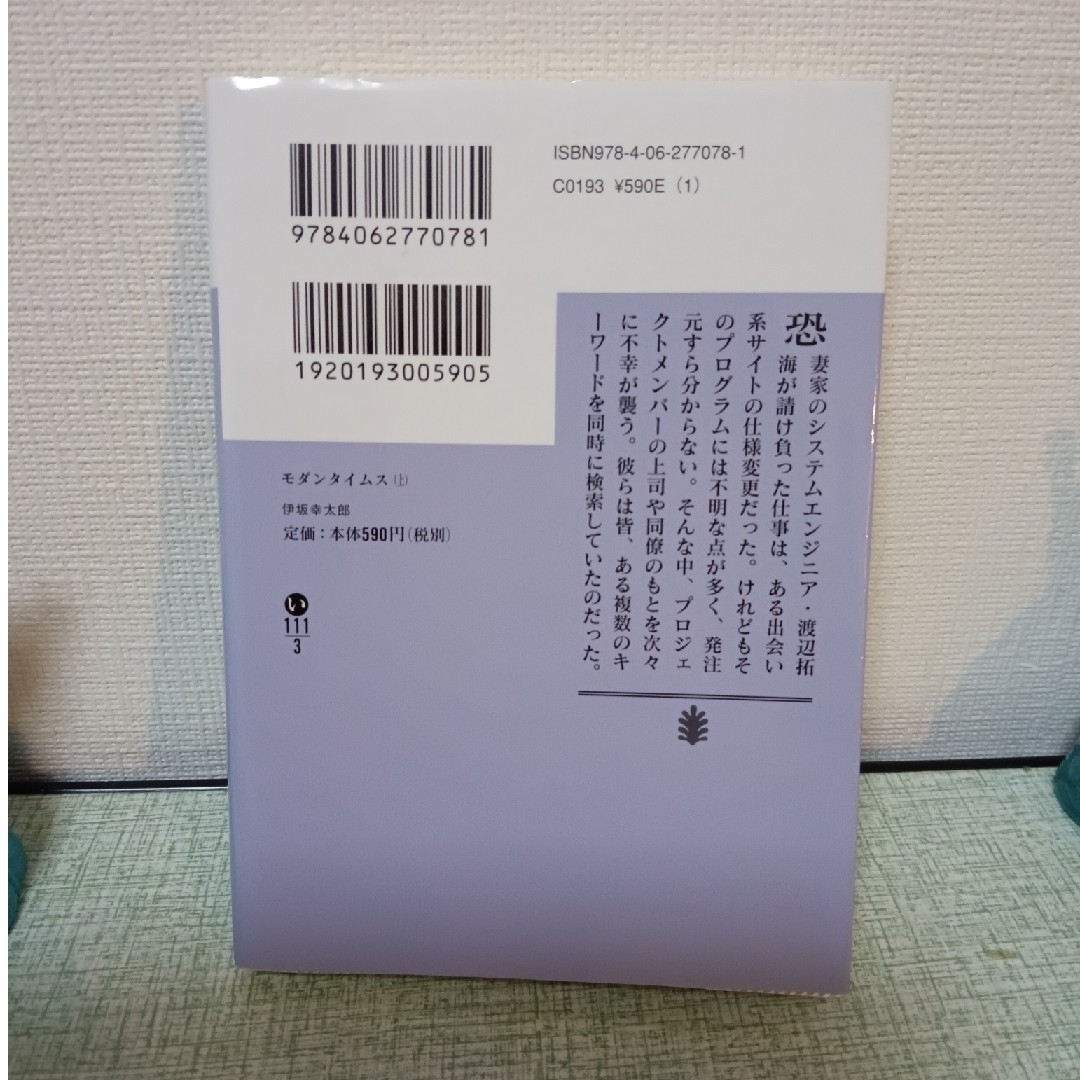 9784062770781
1920193005905
ISBN978-4-06-277078-1
C0193 ¥590E (1)
恐妻家のシステムエンジニア・渡辺拓
海が請け負った仕事は、ある出会い
系サイトの仕様変更だった。けれどもそ
のプログラムには不明な点が多く、発注
元すら分からない。そんな中、プロジェ
クトメンバーの上司や同僚のもとを次々
に不幸が襲う。彼らは皆、ある複数のキ
ーワードを同時に検索していたのだった。
モダンタイムス(上)
伊坂幸太郎
定価：本体590円(税別)
い
111
3